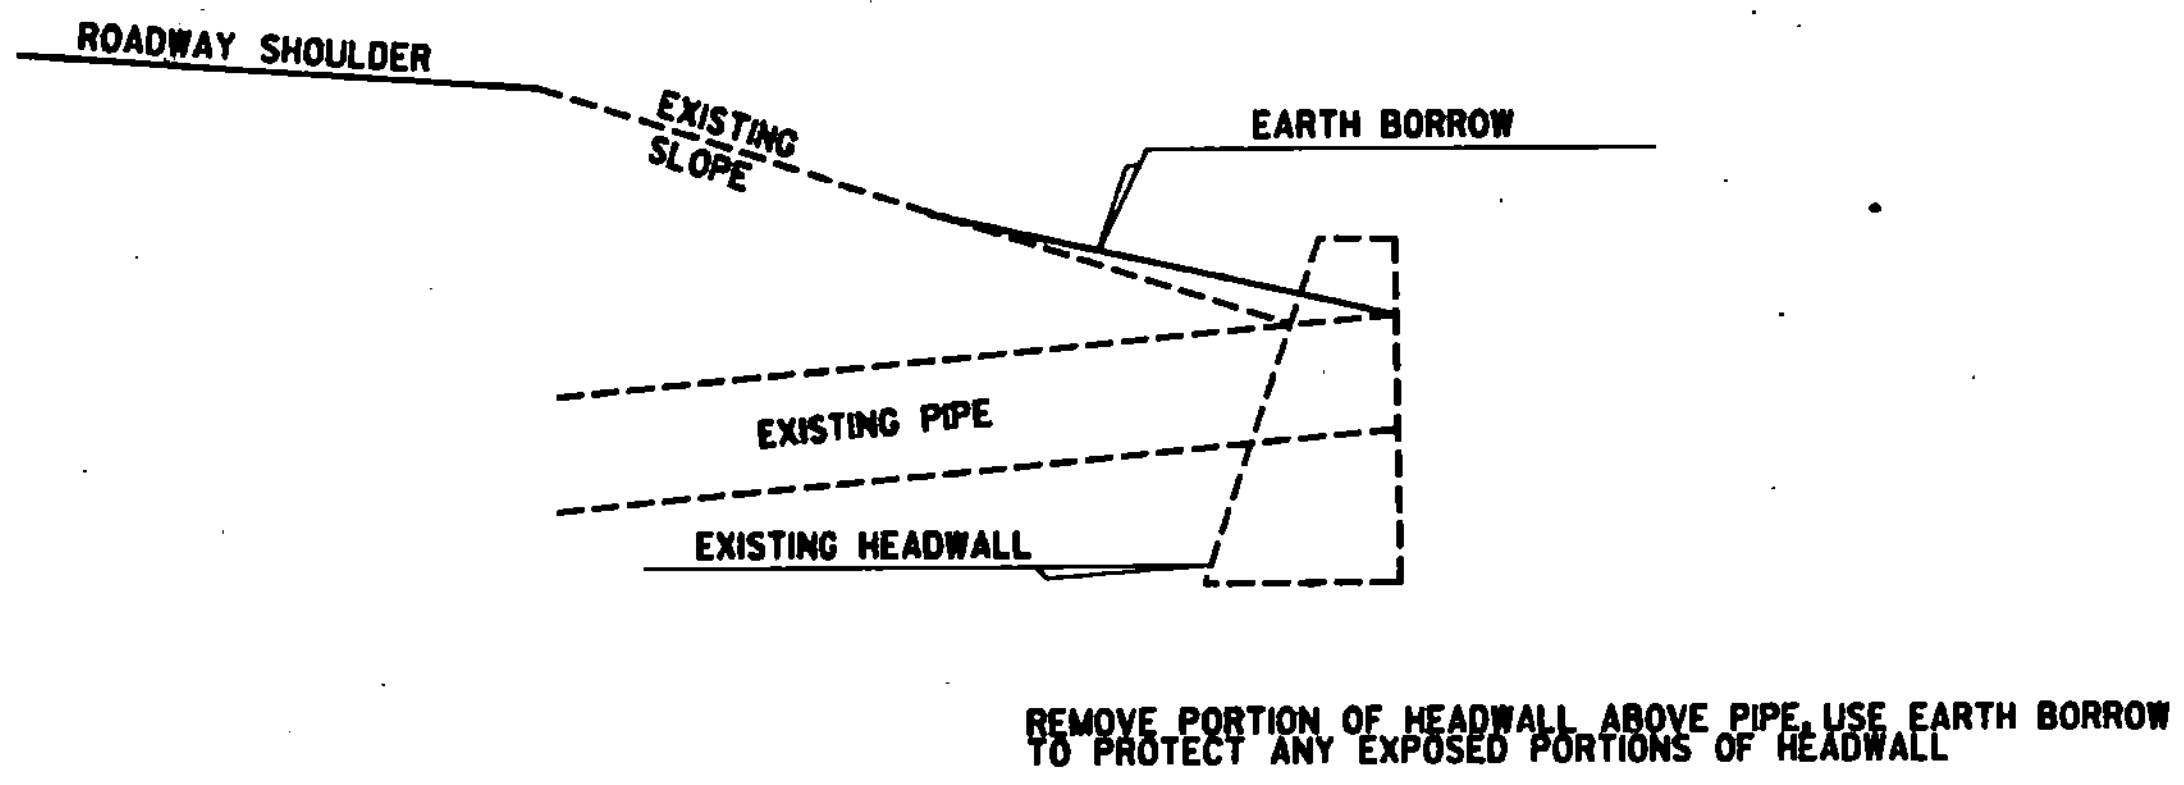 ROADWAY SHOULDER
EXISTING
SLOPE
EARTH BORROW
EXISTING PIPE
EXISTING HEADWALL
REMOVE PORTION OF HEADWALL ABOVE PIPE. USE EARTH BORROW
TO PROTECT ANY EXPOSED PORTIONS OF HEADWALL